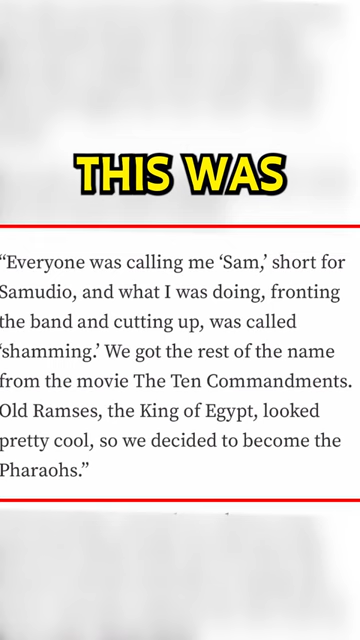 THIS WAS
“Everyone was calling me ‘Sam,’ short for
Samudio, and what I was doing, fronting
the band and cutting up, was called
‘shamming.’ We got the rest of the name
from the movie The Ten Commandments.
Old Ramses, the King of Egypt, looked
pretty cool, so we decided to become the
Pharaohs.”